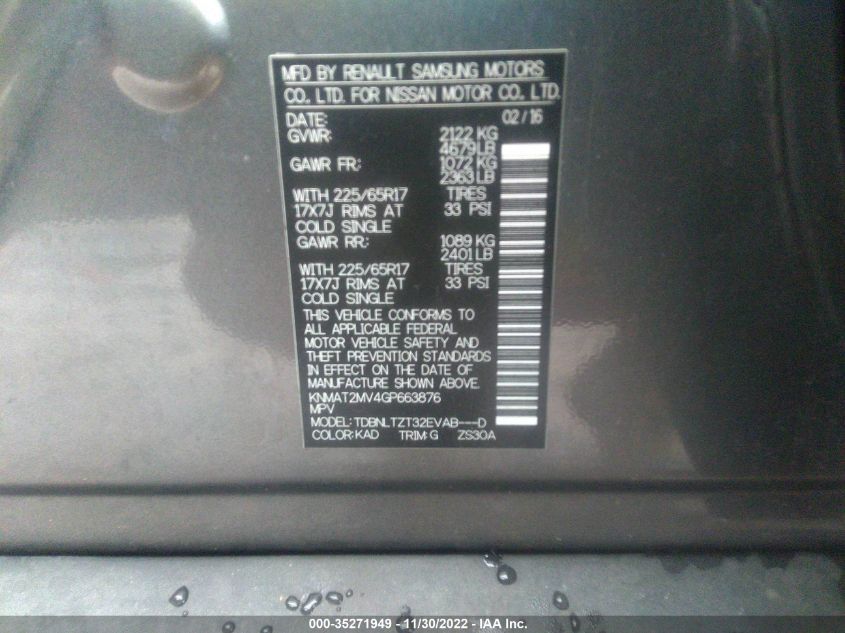 MFD BY RENAULT SAMSUNG MOTORS
CO., LTD. FOR NISSAN MOTOR CO., LTD.
DATE: 02/16
GVWR: 2122 KG
4679 LB
GAWR FR: 1072 KG
2363 LB
WITH 225/65R17 TIRES
17X7J RIMS AT 33 PSI
COLD SINGLE
GAWR RR: 1089 KG
2401 LB
WITH 225/65R17 TIRES
17X7J RIMS AT 33 PSI
COLD SINGLE
THIS VEHICLE CONFORMS TO
ALL APPLICABLE FEDERAL
MOTOR VEHICLE SAFETY AND
THEFT PREVENTION STANDARDS
IN EFFECT ON THE DATE OF
MANUFACTURE SHOWN ABOVE.
KNMAT2MV4GP663876
MPV
MODEL: TDBNLTZT32EVAB---D
COLOR: KAD TRIM: G ZS30A
000-35271949 - 11/30/2022 - IAA Inc.